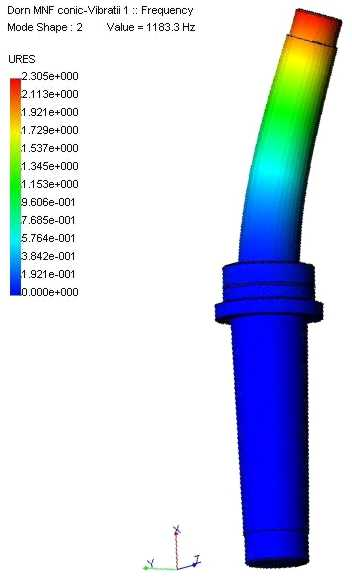 Dorn MNF conic-Vibratii 1 :: Frequency
Mode Shape : 2 Value = 1183.3 Hz
URES
2.305e+000
2.113e+000
1.921e+000
1.729e+000
1.537e+000
1.345e+000
1.153e+000
9.606e-001
7.685e-001
5.764e-001
3.842e-001
1.921e-001
0.000e+000
X
Y
Z